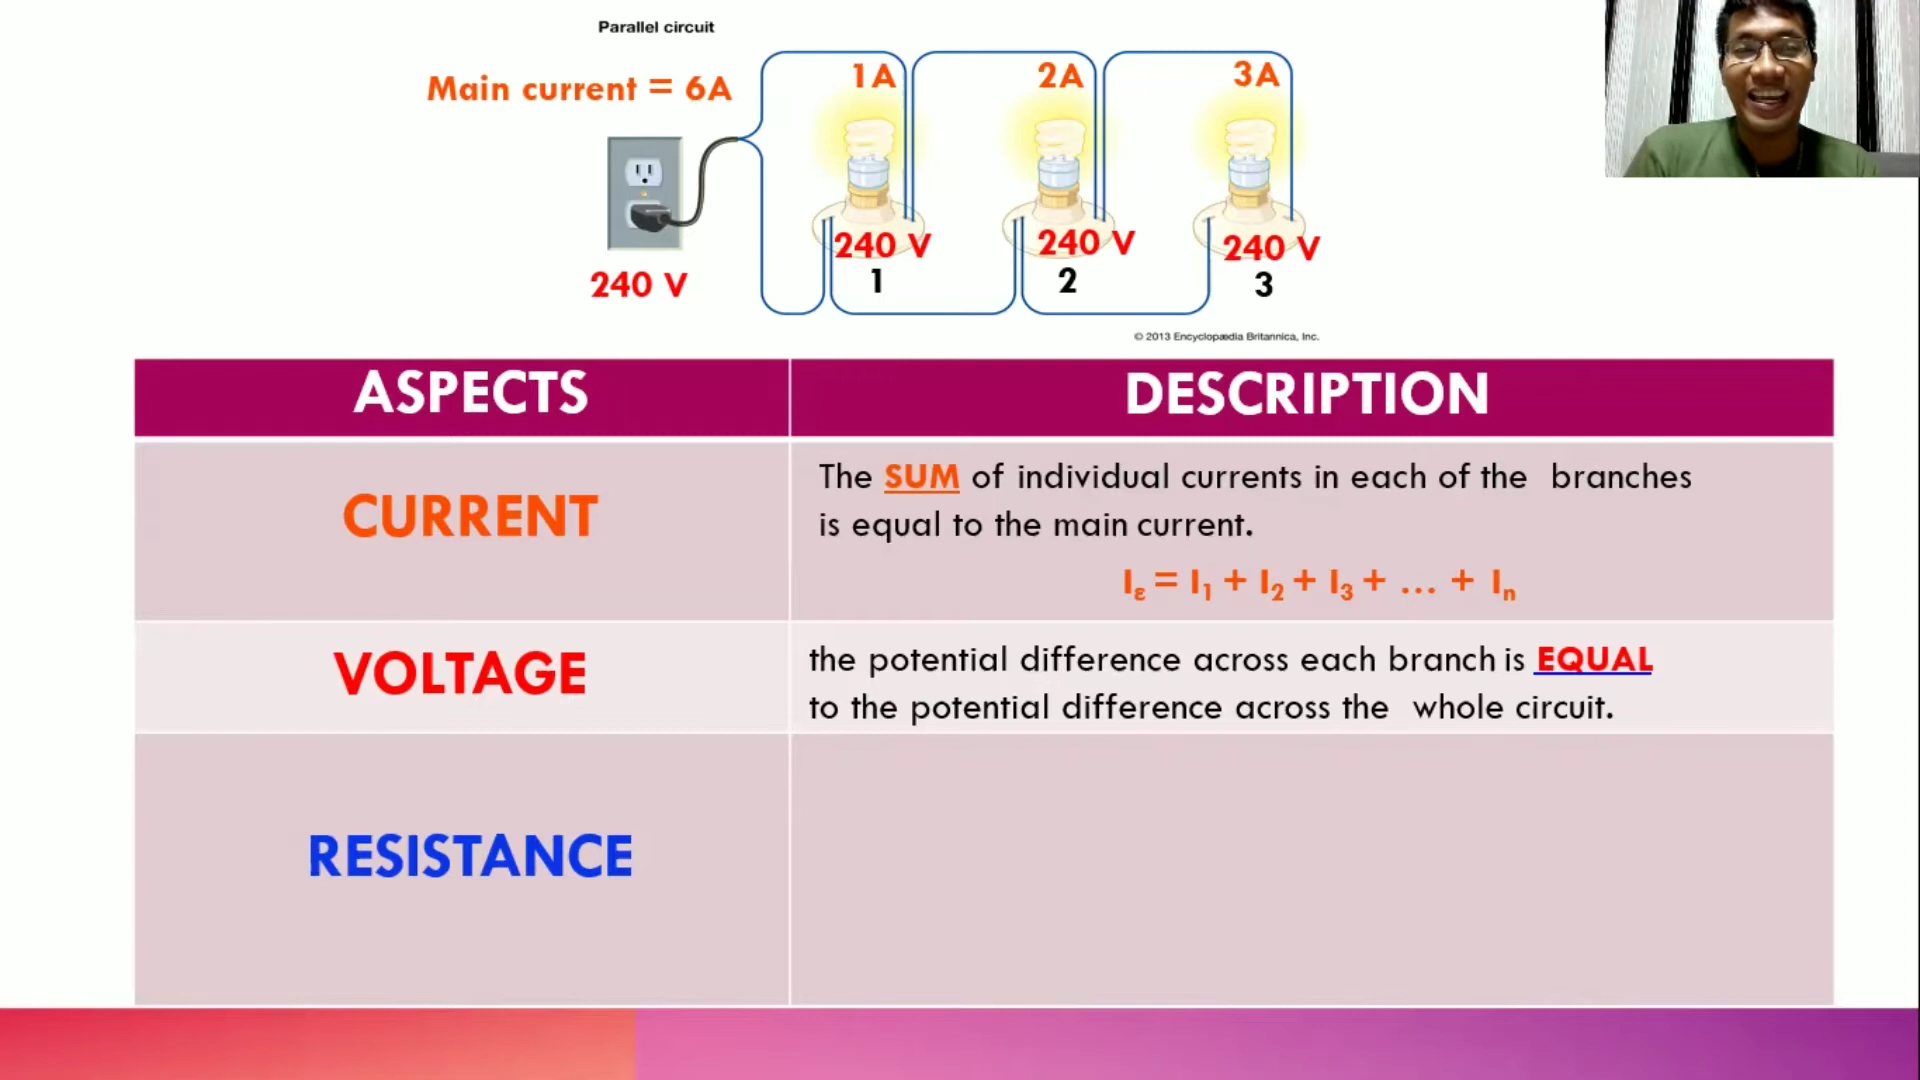 Parallel circuit
Main current = 6A
1A
2A
3A
240 V
240 V
240 V
240 V
1
2
3
© 2013 Encyclopædia Britannica, Inc.
ASPECTS
DESCRIPTION
CURRENT
The SUM of individual currents in each of the branches
is equal to the main current.
Iε = I1 + I2 + I3 + ... + In
VOLTAGE
the potential difference across each branch is EQUAL
to the potential difference across the whole circuit.
RESISTANCE